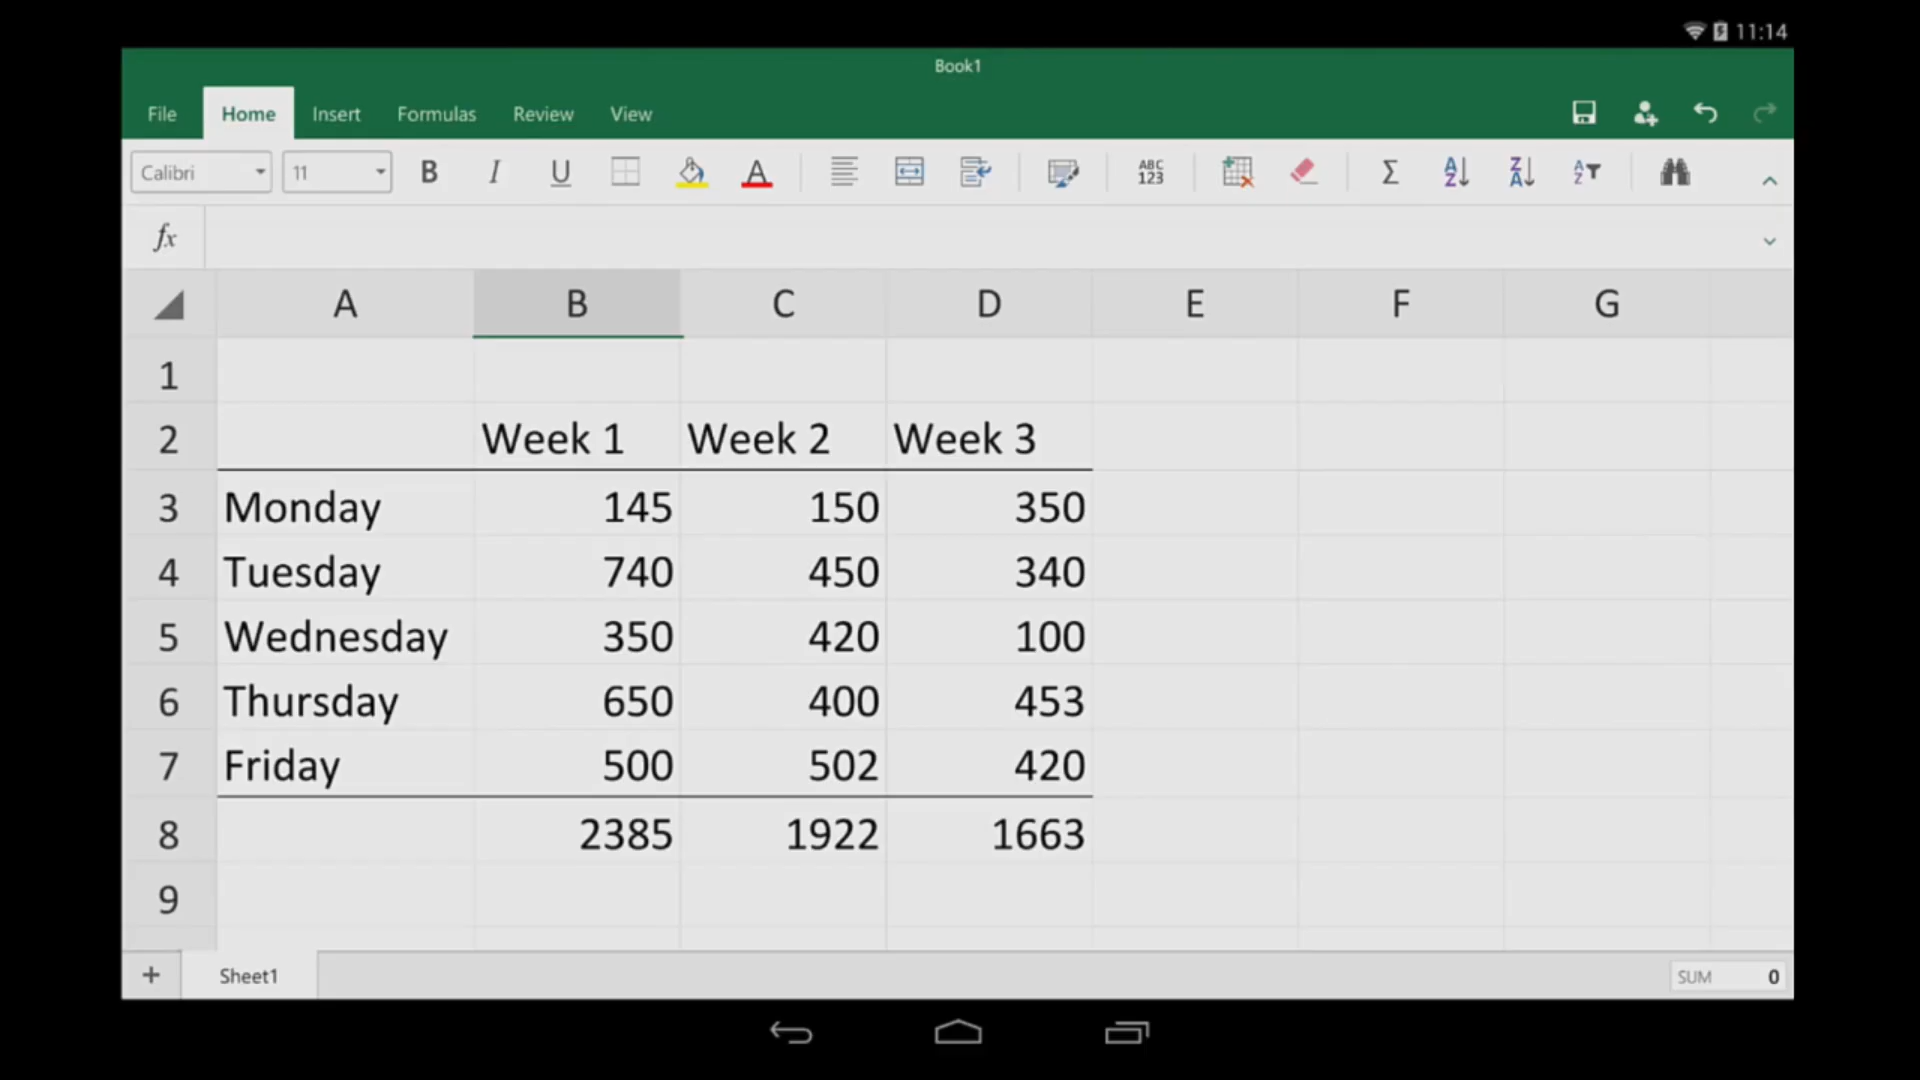 11:14
Book1
File Home Insert Formulas Review View
Calibri 11 B I U A ABC 123 Σ A Z Z A A Z
fx
A B C D E F G
1
2 Week 1 Week 2 Week 3
3 Monday 145 150 350
4 Tuesday 740 450 340
5 Wednesday 350 420 100
6 Thursday 650 400 453
7 Friday 500 502 420
8 2385 1922 1663
9
+ Sheet1 SUM 0